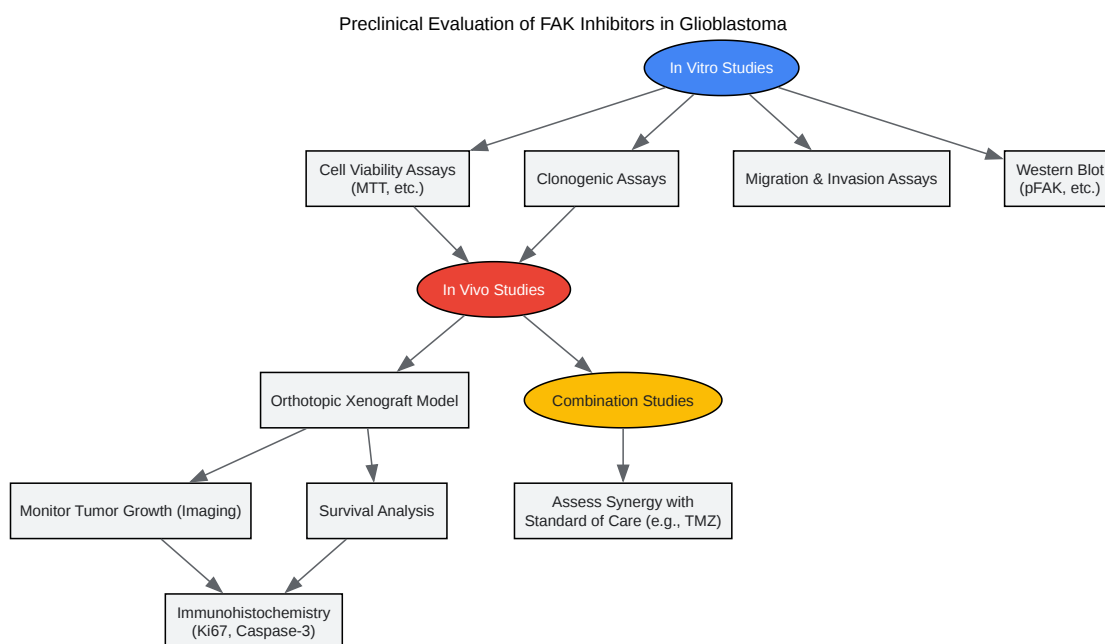 Preclinical Evaluation of FAK Inhibitors in Glioblastoma
In Vitro Studies
Cell Viability Assays
(MTT, etc.)
Clonogenic Assays
Migration & Invasion Assays
Western Blot
(pFAK, etc.)
In Vivo Studies
Orthotopic Xenograft Model
Combination Studies
Monitor Tumor Growth (Imaging)
Survival Analysis
Assess Synergy with
Standard of Care (e.g., TMZ)
Immunohistochemistry
(Ki67, Caspase-3)